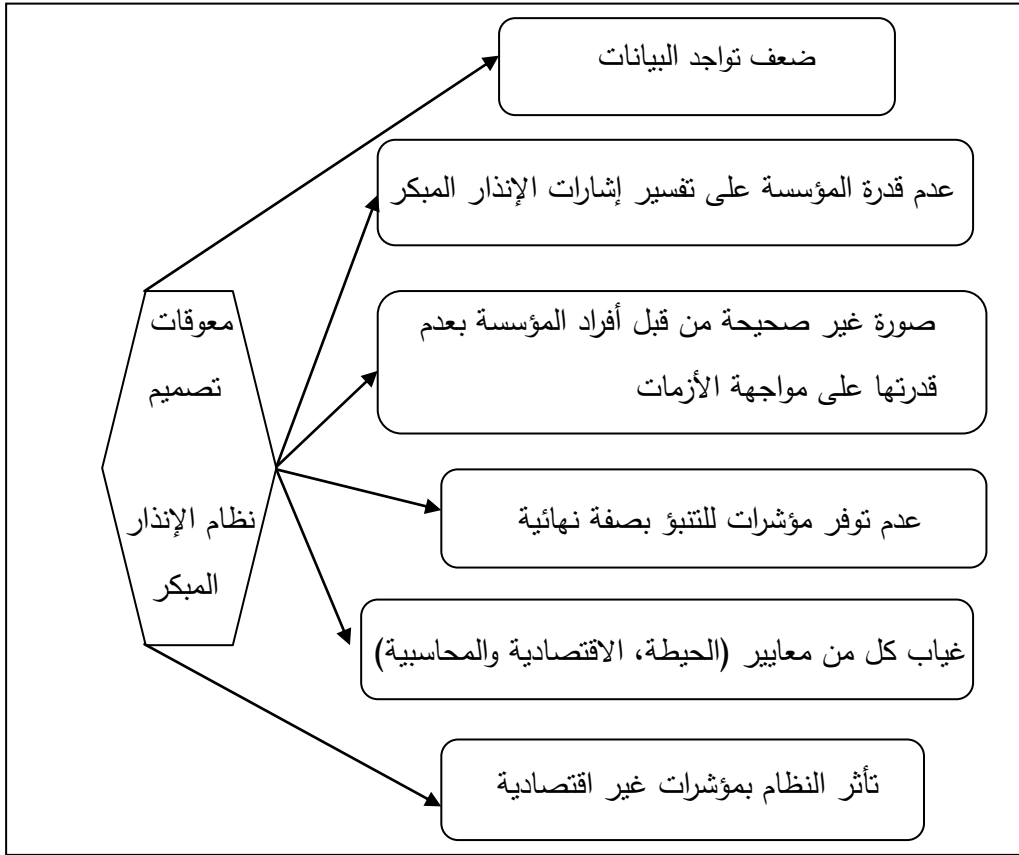 ضعف تواجد البيانات
عدم قدرة المؤسسة على تفسير إشارات الإنذار المبكر
صورة غير صحيحة من قبل أفراد المؤسسة بعدم
قدرتها على مواجهة الأزمات
عدم توفر مؤشرات للتنبؤ بصفة نهائية
غياب كل من معايير (الحيطة، الاقتصادية والمحاسبية)
تأثر النظام بمؤشرات غير اقتصادية
معوقات
تصميم
نظام الإنذار
المبكر